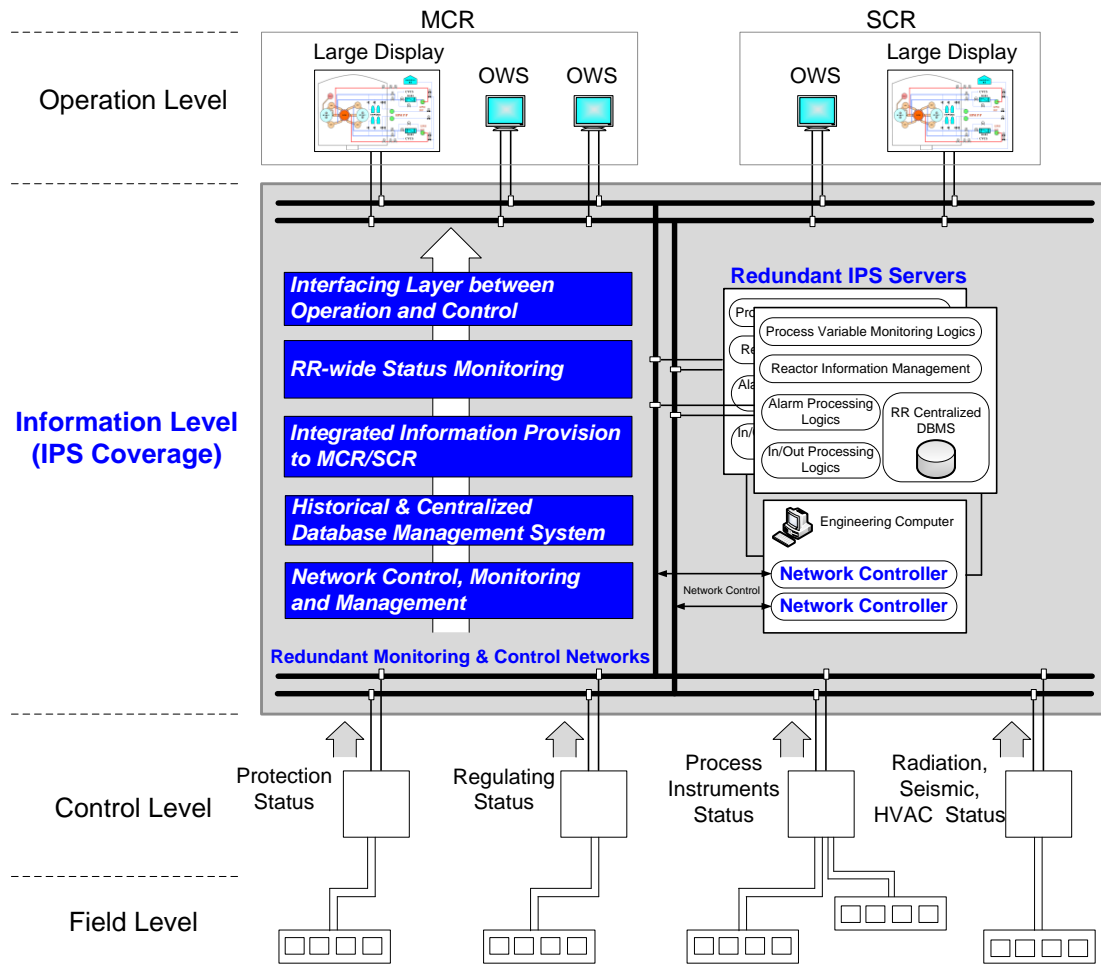 MCR
SCR
Large Display
OWS
OWS
OWS
Large Display
Operation Level
Information Level
(IPS Coverage)
Interfacing Layer between
Operation and Control
RR-wide Status Monitoring
Integrated Information Provision
to MCR/SCR
Historical & Centralized
Database Management System
Network Control, Monitoring
and Management
Redundant Monitoring & Control Networks
Redundant IPS Servers
Pro
Re
Ala
In/O
Process Variable Monitoring Logics
Reactor Information Management
Alarm Processing
Logics
In/Out Processing
Logics
RR Centralized
DBMS
Engineering Computer
Network Controller
Network Controller
Network Control
Control Level
Protection
Status
Regulating
Status
Process
Instruments
Status
Radiation,
Seismic,
HVAC Status
Field Level